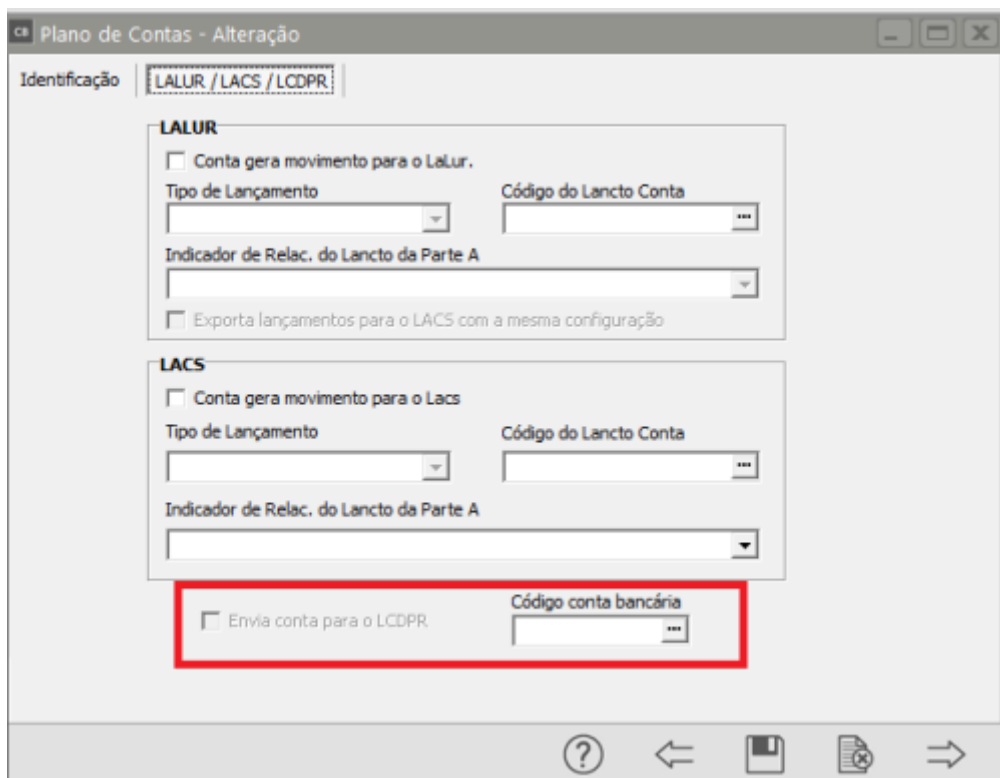 CB Plano de Contas - Alteração
Identificação LALUR / LACS / LCDPR
LALUR
Conta gera movimento para o LaLur.
Tipo de Lançamento Código do Lancto Conta
...
Indicador de Relac. do Lancto da Parte A
Exporta lançamentos para o LACS com a mesma configuração
LACS
Conta gera movimento para o Lacs
Tipo de Lançamento Código do Lancto Conta
...
Indicador de Relac. do Lancto da Parte A
Código conta bancária
Envia conta para o LCDPR ...
?